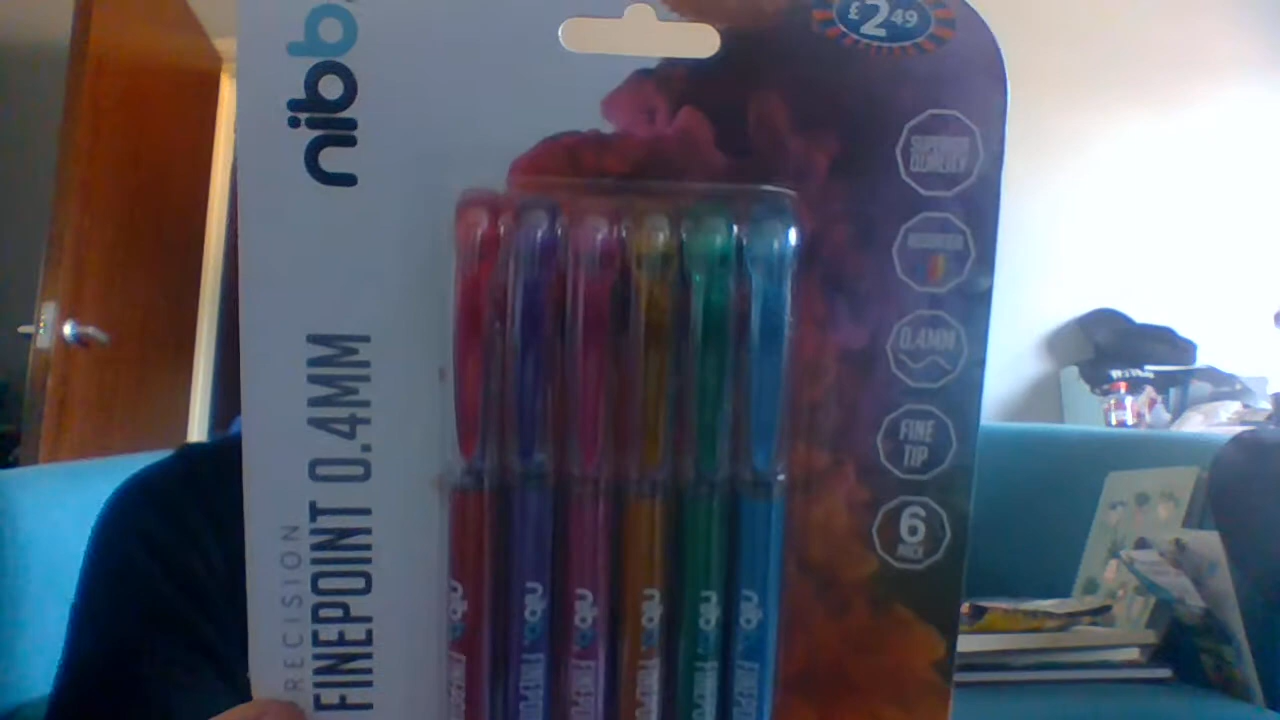 nibb
£2.49
SUPERIOR
QUALITY
0.4MM
FINE
TIP
6
PACK
PRECISION
FINEPOINT 0.4MM